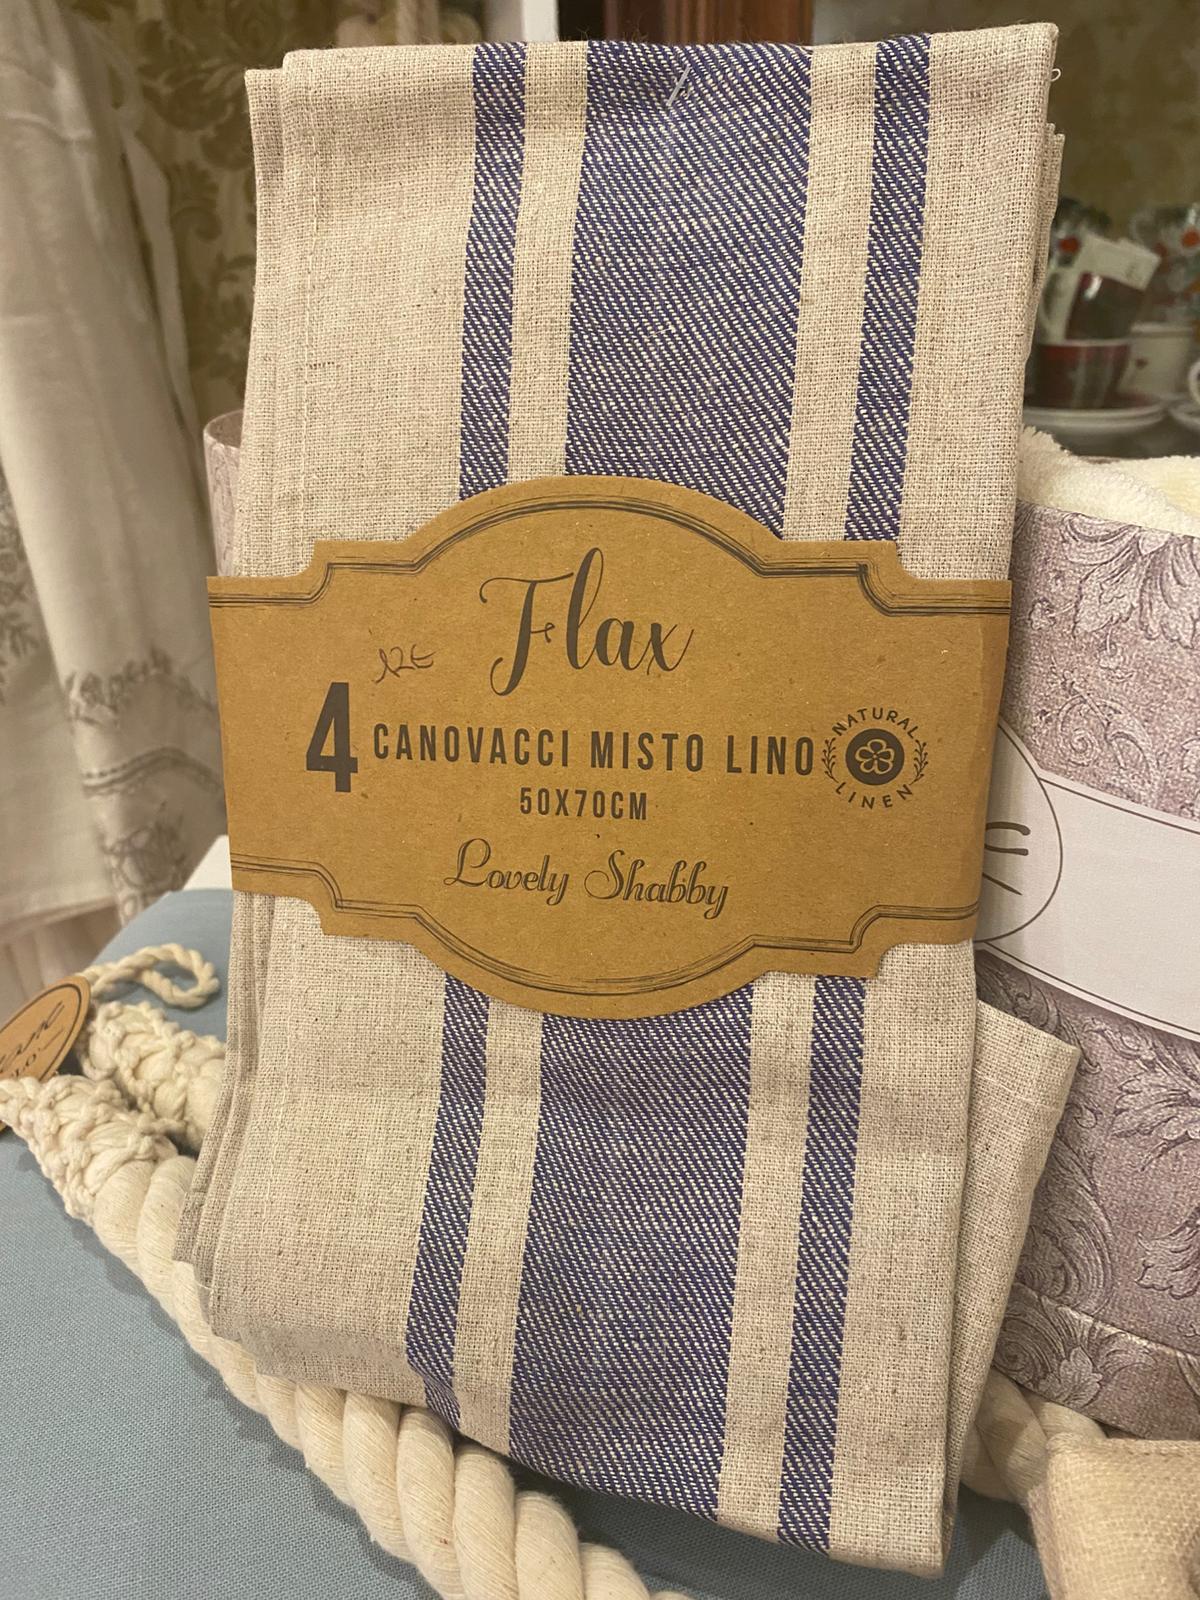 Flax
12€
4 CANOVACCI MISTO LINO
50X70CM
Lovely Shabby
NATURAL
LINEN